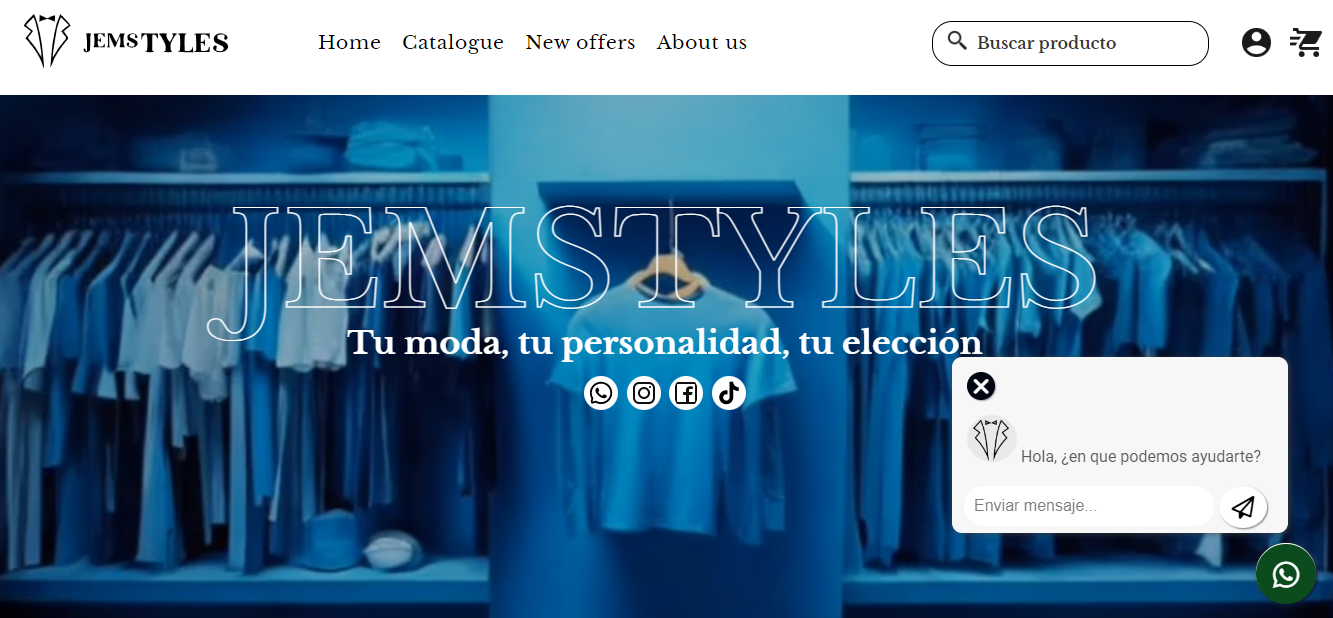 JEMSTYLES
Home Catalogue New offers About us
Buscar producto
JEMSTYLES
Tu moda, tu personalidad, tu elección
Hola, ¿en que podemos ayudarte?
Enviar mensaje...